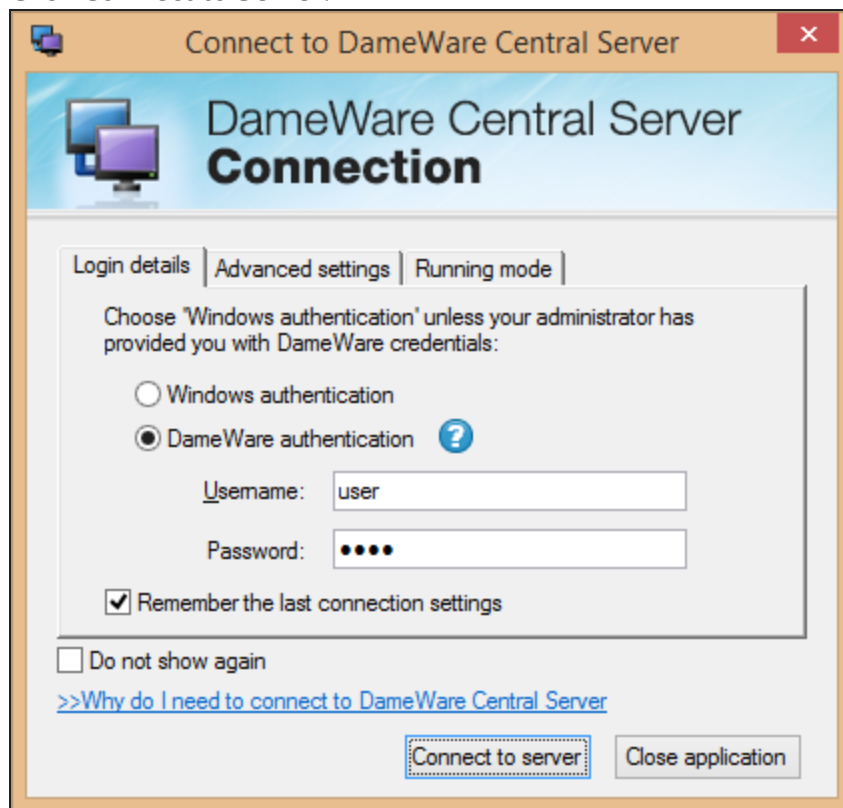 Connect to DameWare Central Server
DameWare Central Server
Connection
Login details
Advanced settings
Running mode
Choose 'Windows authentication' unless your administrator has
provided you with DameWare credentials:
Windows authentication
DameWare authentication
?
Username:
user
Password:
••••
Remember the last connection settings
Do not show again
>>Why do I need to connect to DameWare Central Server
Connect to server
Close application